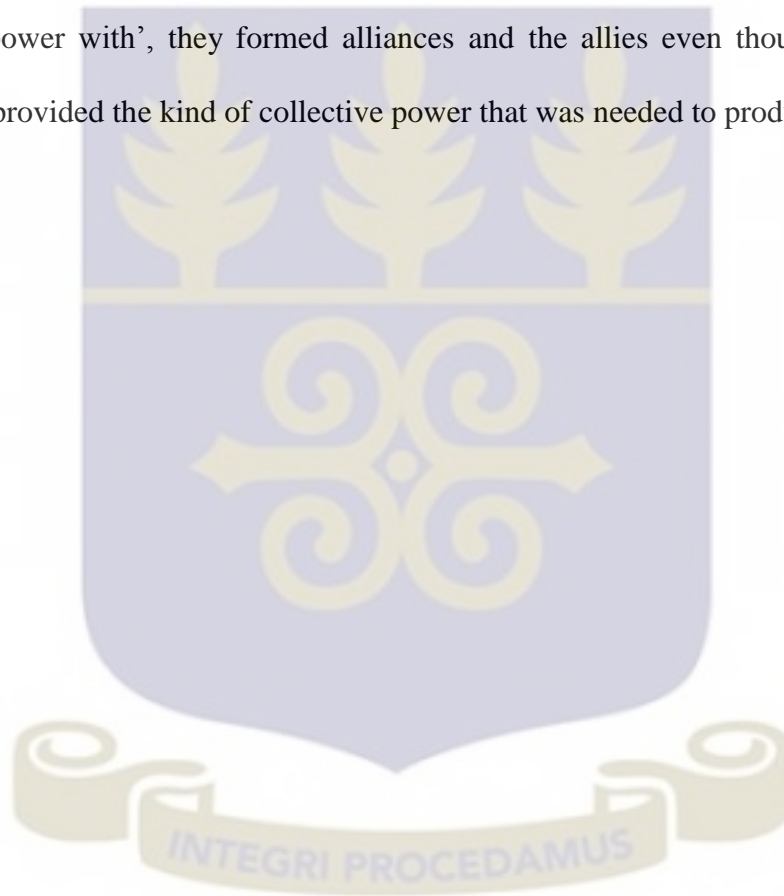 power with’, they formed alliances and the allies even thou
provided the kind of collective power that was needed to prod
INTEGRI PROCEDAMUS